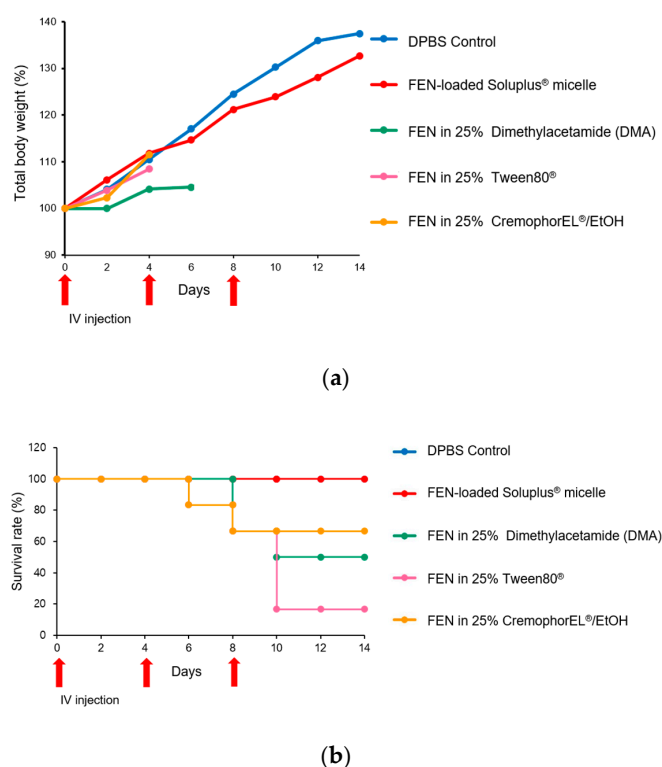 140
130
120
110
100
90
Total body weight (%)
0 2 4 6 8 10 12 14
Days
IV injection
DPBS Control
FEN-loaded Soluplus® micelle
FEN in 25% Dimethylacetamide (DMA)
FEN in 25% Tween80®
FEN in 25% CremophorEL®/EtOH
(a)
120
100
80
60
40
20
0
Survival rate (%)
0 2 4 6 8 10 12 14
Days
IV injection
DPBS Control
FEN-loaded Soluplus® micelle
FEN in 25% Dimethylacetamide (DMA)
FEN in 25% Tween80®
FEN in 25% CremophorEL®/EtOH
(b)